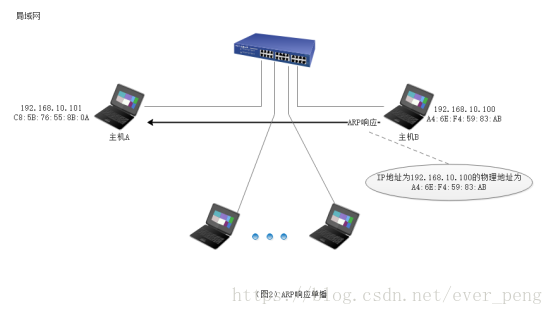 局域网
192.168.10.101
C8:5B:76:55:8B:0A
主机A
192.168.10.100
A4:6E:F4:59:83:AB
主机B
ARP响应
IP地址为192.168.10.100的物理地址为
A4:6E:F4:59:83:AB
(图2) ARP响应单播
https://blog.csdn.net/ever_peng